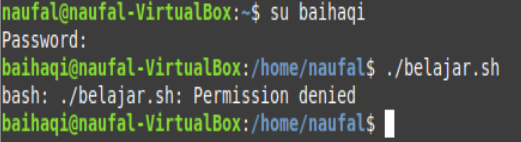 naufal@naufal-VirtualBox:~$ su baihaqi
Password:
baihaqi@naufal-VirtualBox:/home/naufal$ ./belajar.sh
bash: ./belajar.sh: Permission denied
baihaqi@naufal-VirtualBox:/home/naufal$